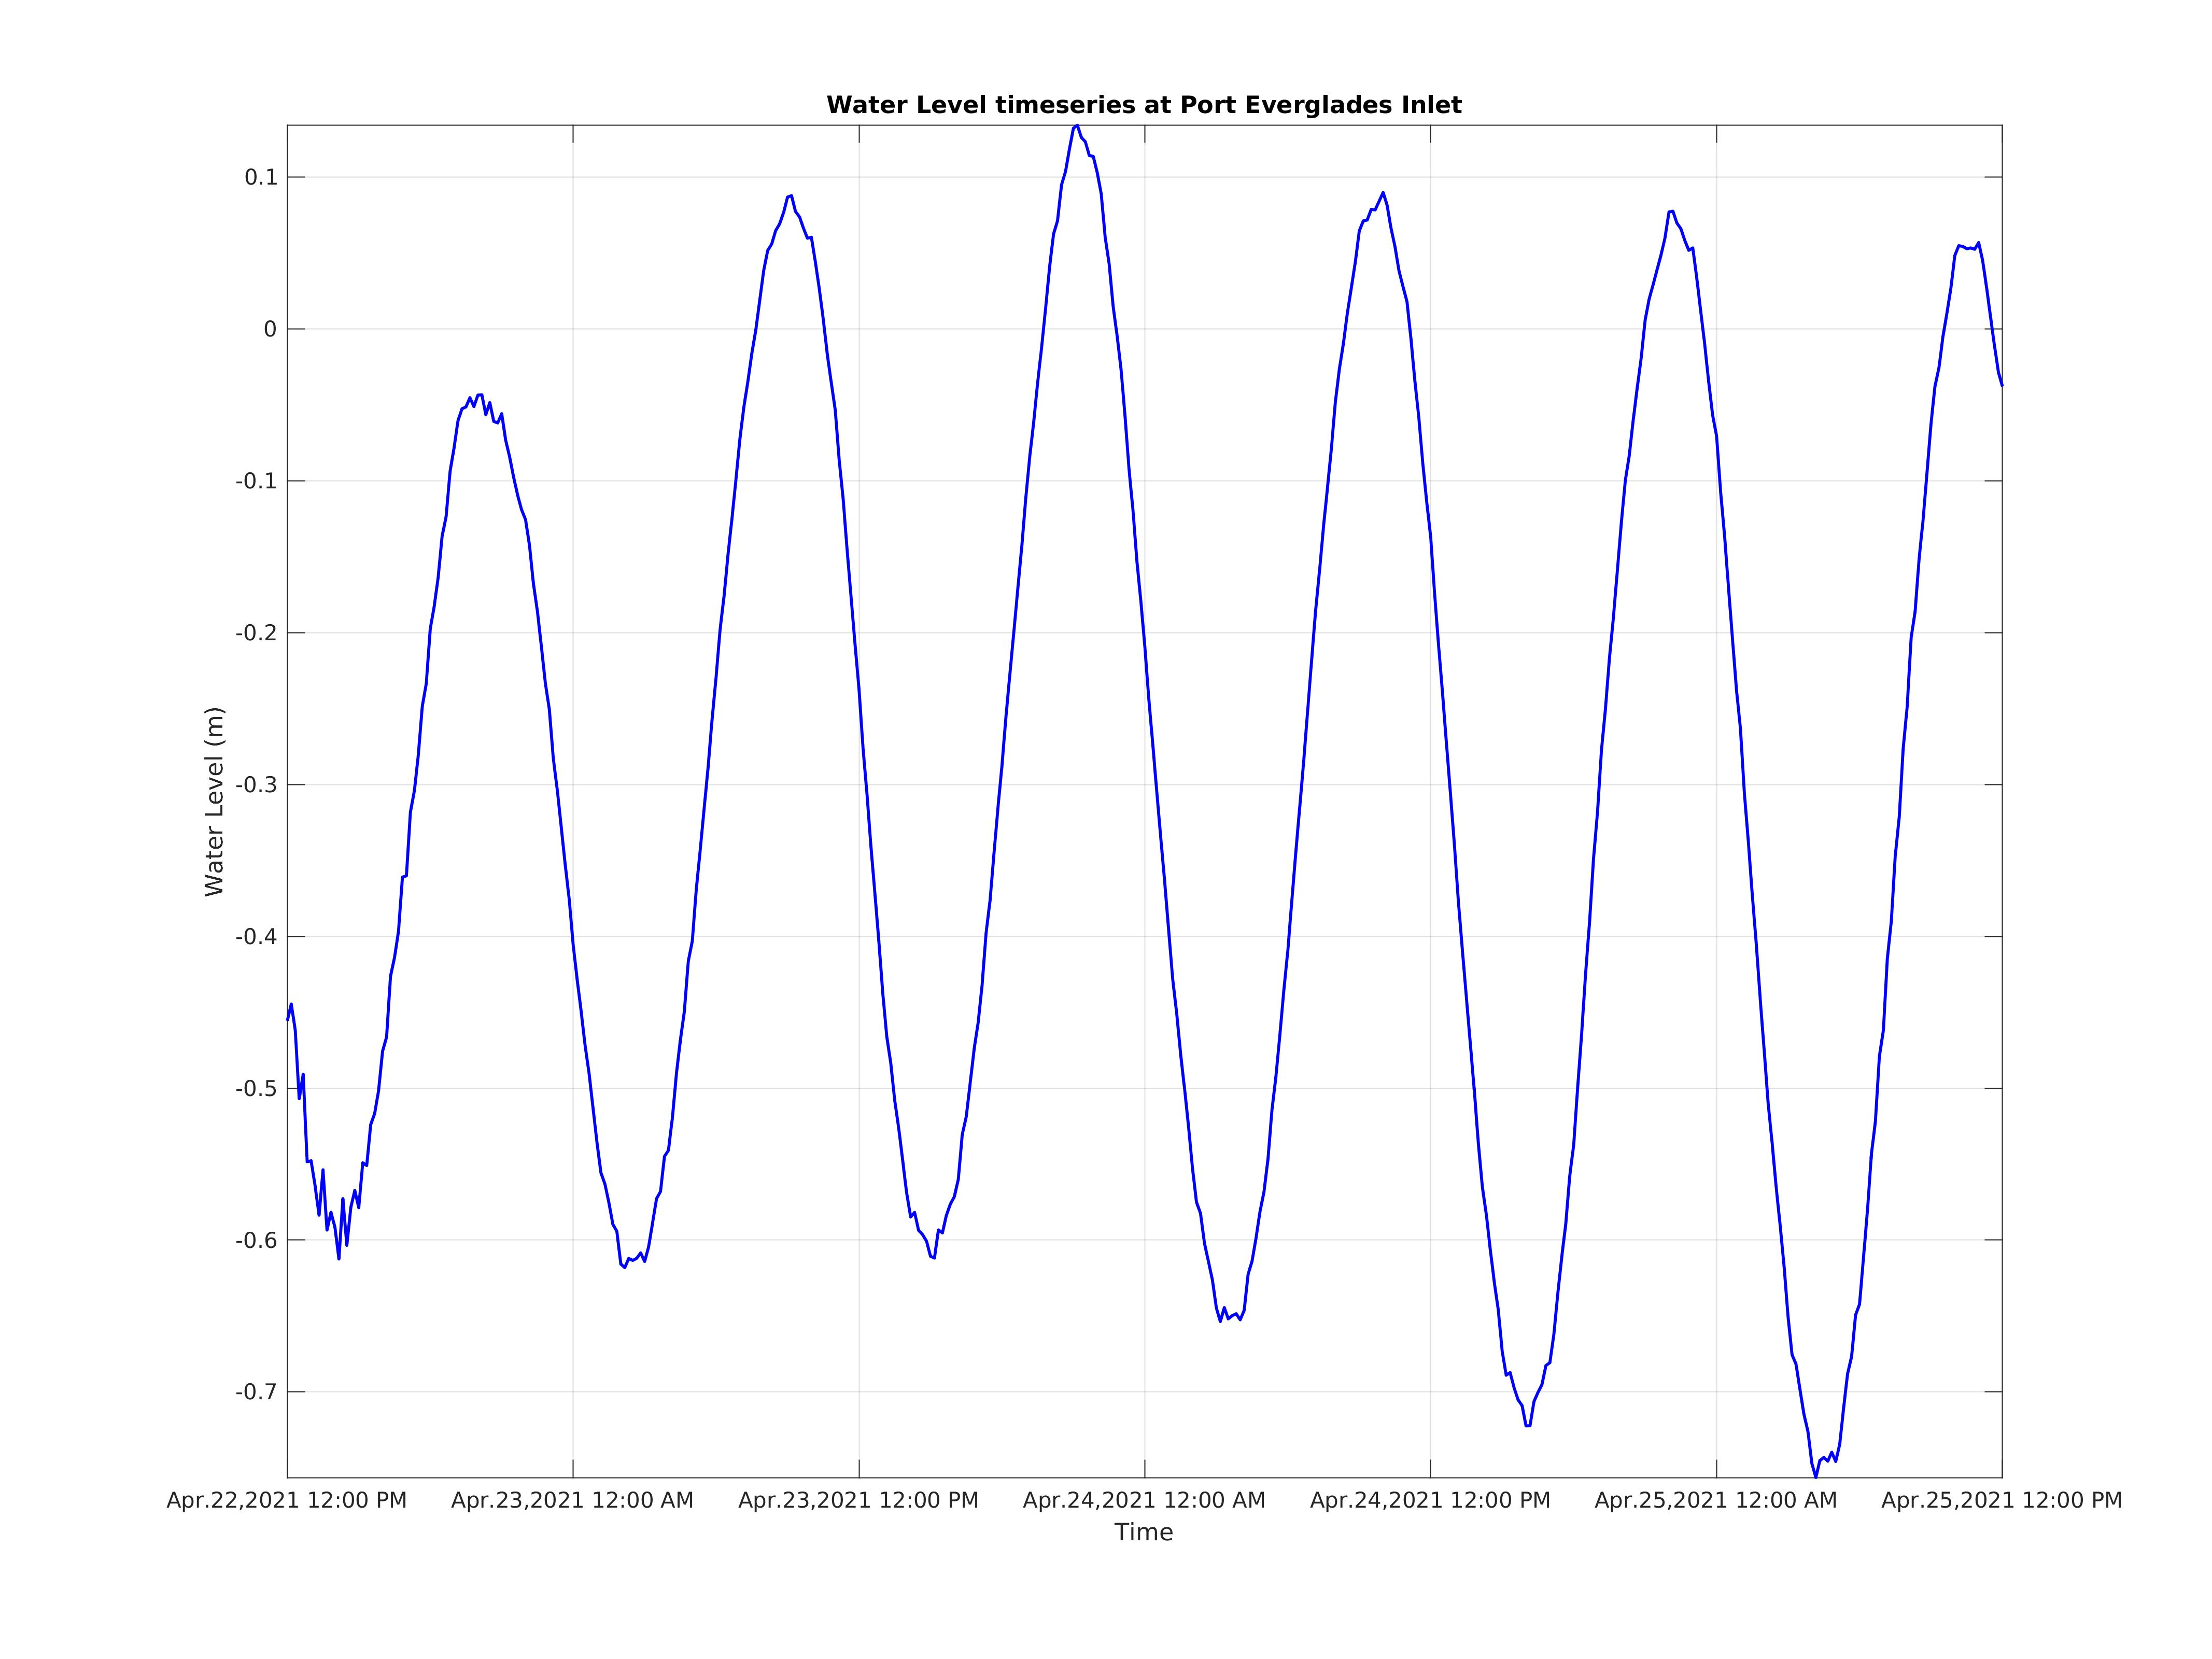 Water Level timeseries at Port Everglades Inlet
Water Level (m)
0.1
0
-0.1
-0.2
-0.3
-0.4
-0.5
-0.6
-0.7
Apr.22,2021 12:00 PM
Apr.23,2021 12:00 AM
Apr.23,2021 12:00 PM
Apr.24,2021 12:00 AM
Apr.24,2021 12:00 PM
Apr.25,2021 12:00 AM
Apr.25,2021 12:00 PM
Time